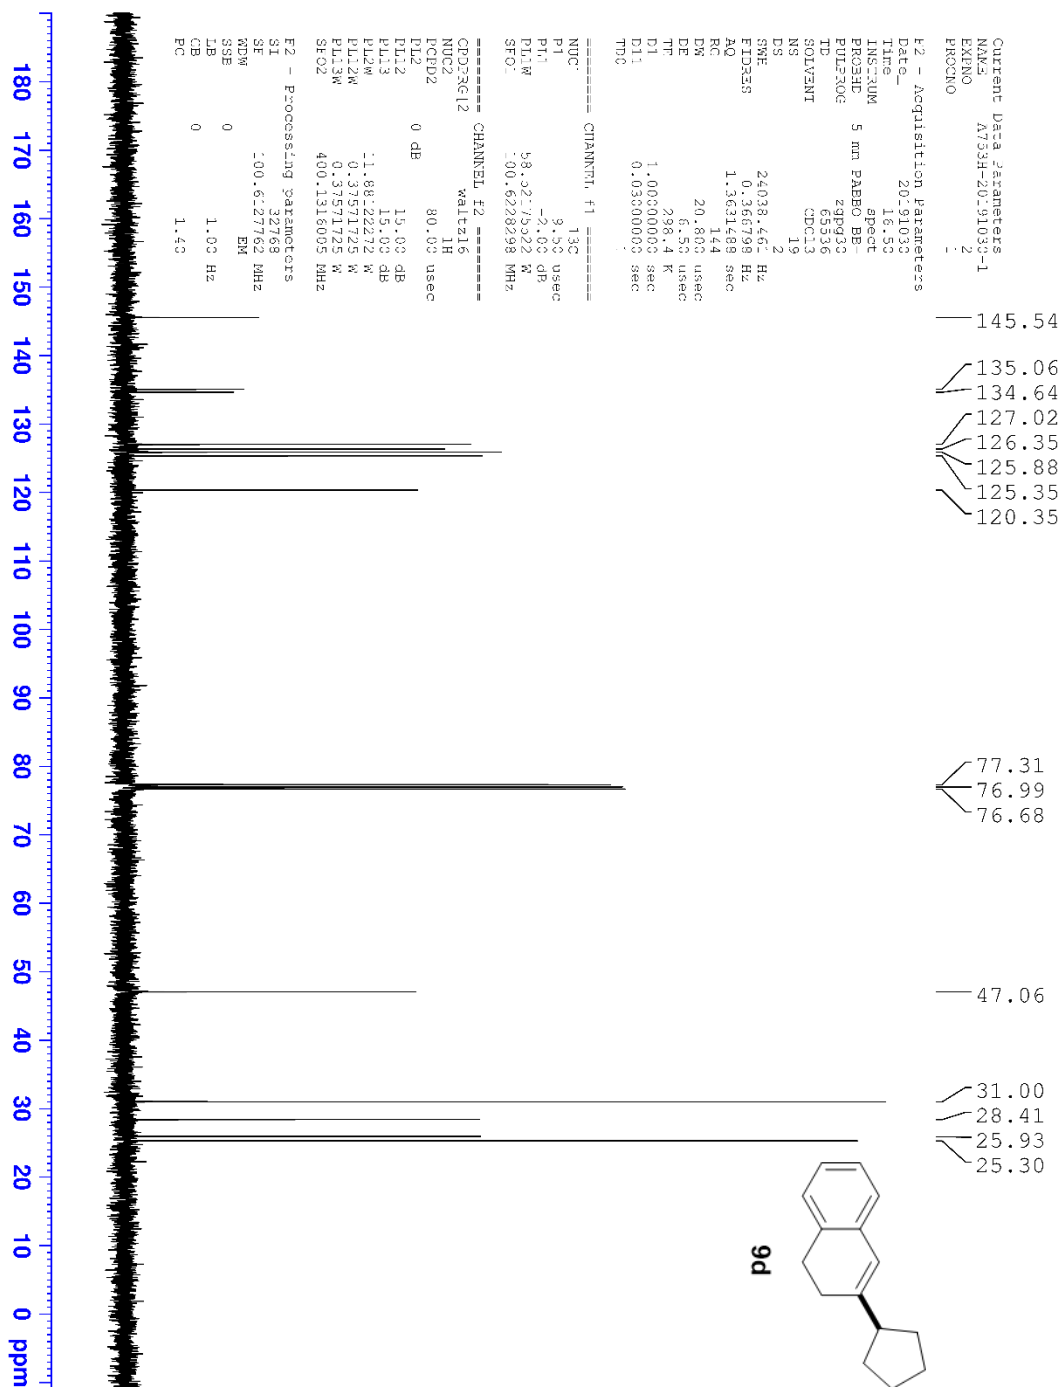 Current Data Parameters
NAME A753H-20191030-1
EXPNO 2
PROCNO 1
F2 - Acquisition Parameters
Date_ 20191030
Time 16.50
INSTRUM spect
PROBHD 5 mm PABBO BB-
PULPROG zgpg30
TD 65536
SOLVENT CDCl3
NS 19
DS 2
SWH 24038.461 Hz
FIDRES 0.366798 Hz
AQ 1.3631488 sec
RG 144
DW 20.800 usec
DE 6.50 usec
TE 298.4 K
D1 1.00000000 sec
D11 0.03000000 sec
TD0 1
======== CHANNEL f1 ========
NUC1 13C
P1 9.50 usec
PL1 -2.00 dB
PL1W 58.52175522 W
SFO1 100.6228298 MHz
======== CHANNEL f2 ========
CPDPRG[2 waltz16
NUC2 1H
PCPD2 80.00 usec
PL2 0 dB
PL12 15.00 dB
PL13 15.00 dB
PL2W 11.88122272 W
PL12W 0.37571725 W
PL13W 0.37571725 W
SFO2 400.1316005 MHz
F2 - Processing parameters
SI 32768
SF 100.6127762 MHz
WDW EM
SSB 0
LB 1.00 Hz
GB 0
PC 1.40
145.54
135.06
134.64
127.02
126.35
125.88
125.35
120.35
77.31
76.99
76.68
47.06
31.00
28.41
25.93
25.30
9d
180 170 160 150 140 130 120 110 100 90 80 70 60 50 40 30 20 10 0 ppm